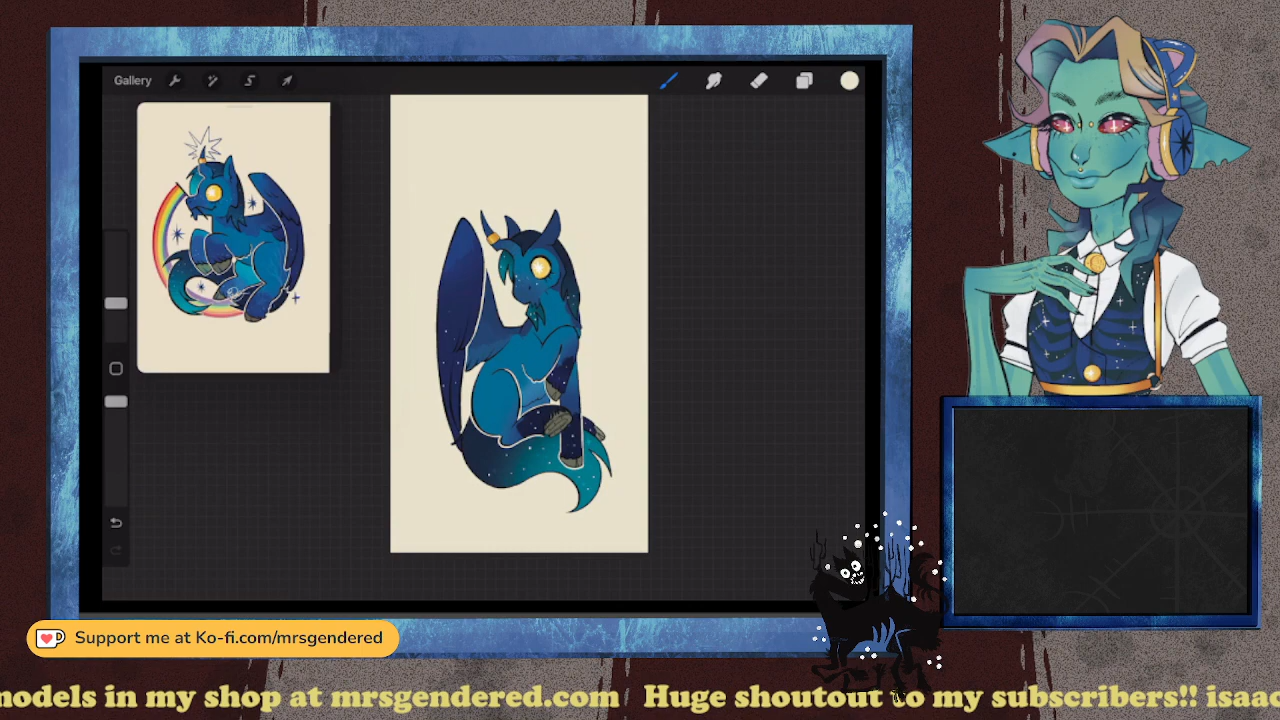 Gallery
Support me at Ko-fi.com/mrsgendered
models in my shop at mrsgendered.com Huge shoutout to my subscribers!! isaac